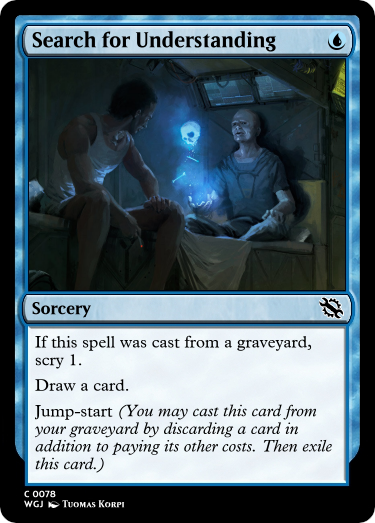 Search for Understanding
Sorcery
If this spell was cast from a graveyard,
scry 1.
Draw a card.
Jump-start (You may cast this card from
your graveyard by discarding a card in
addition to paying its other costs. Then exile
this card.)
C 0078
WGJ Tuomas Korpi